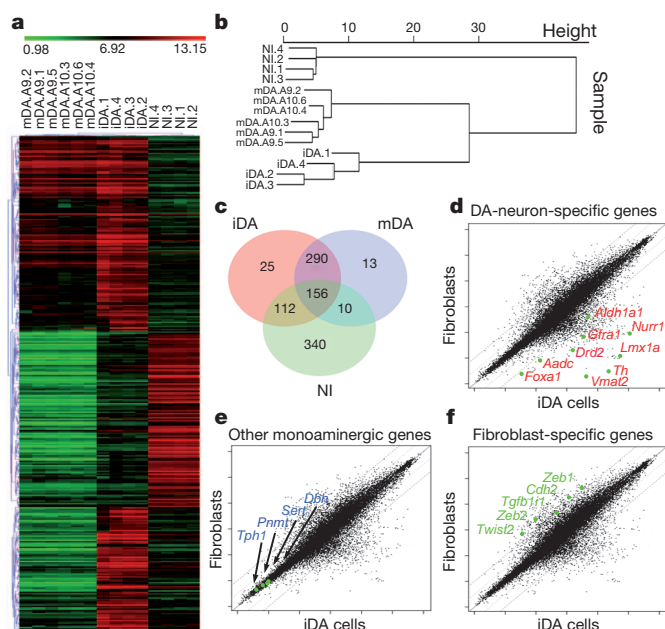 a
0.98 6.92 13.15
mDA.A9.2
mDA.A9.1
mDA.A9.5
mDA.A10.3
mDA.A10.6
mDA.A10.4
iDA.1
iDA.4
iDA.3
iDA.2
NI.4
NI.3
NI.1
NI.2
b
0 10 20 30 Height
NI.4
NI.2
NI.1
NI.3
mDA.A9.2
mDA.A10.6
mDA.A10.4
mDA.A10.3
mDA.A9.1
mDA.A9.5
iDA.1
iDA.4
iDA.2
iDA.3
Sample
c
iDA mDA
25 290 13
156
112 10
340
NI
d DA-neuron-specific genes
Fibroblasts
Aldh1a1
Nurr1
Gfra1
Lmx1a
Drd2
Aadc
Th
Foxa1
Vmat2
iDA cells
e Other monoaminergic genes
Fibroblasts
Dbh
Sert
Pnmt
Tph1
iDA cells
f Fibroblast-specific genes
Fibroblasts
Zeb1
Cdh2
Tgfb1r1
Zeb2
Twist2
iDA cells